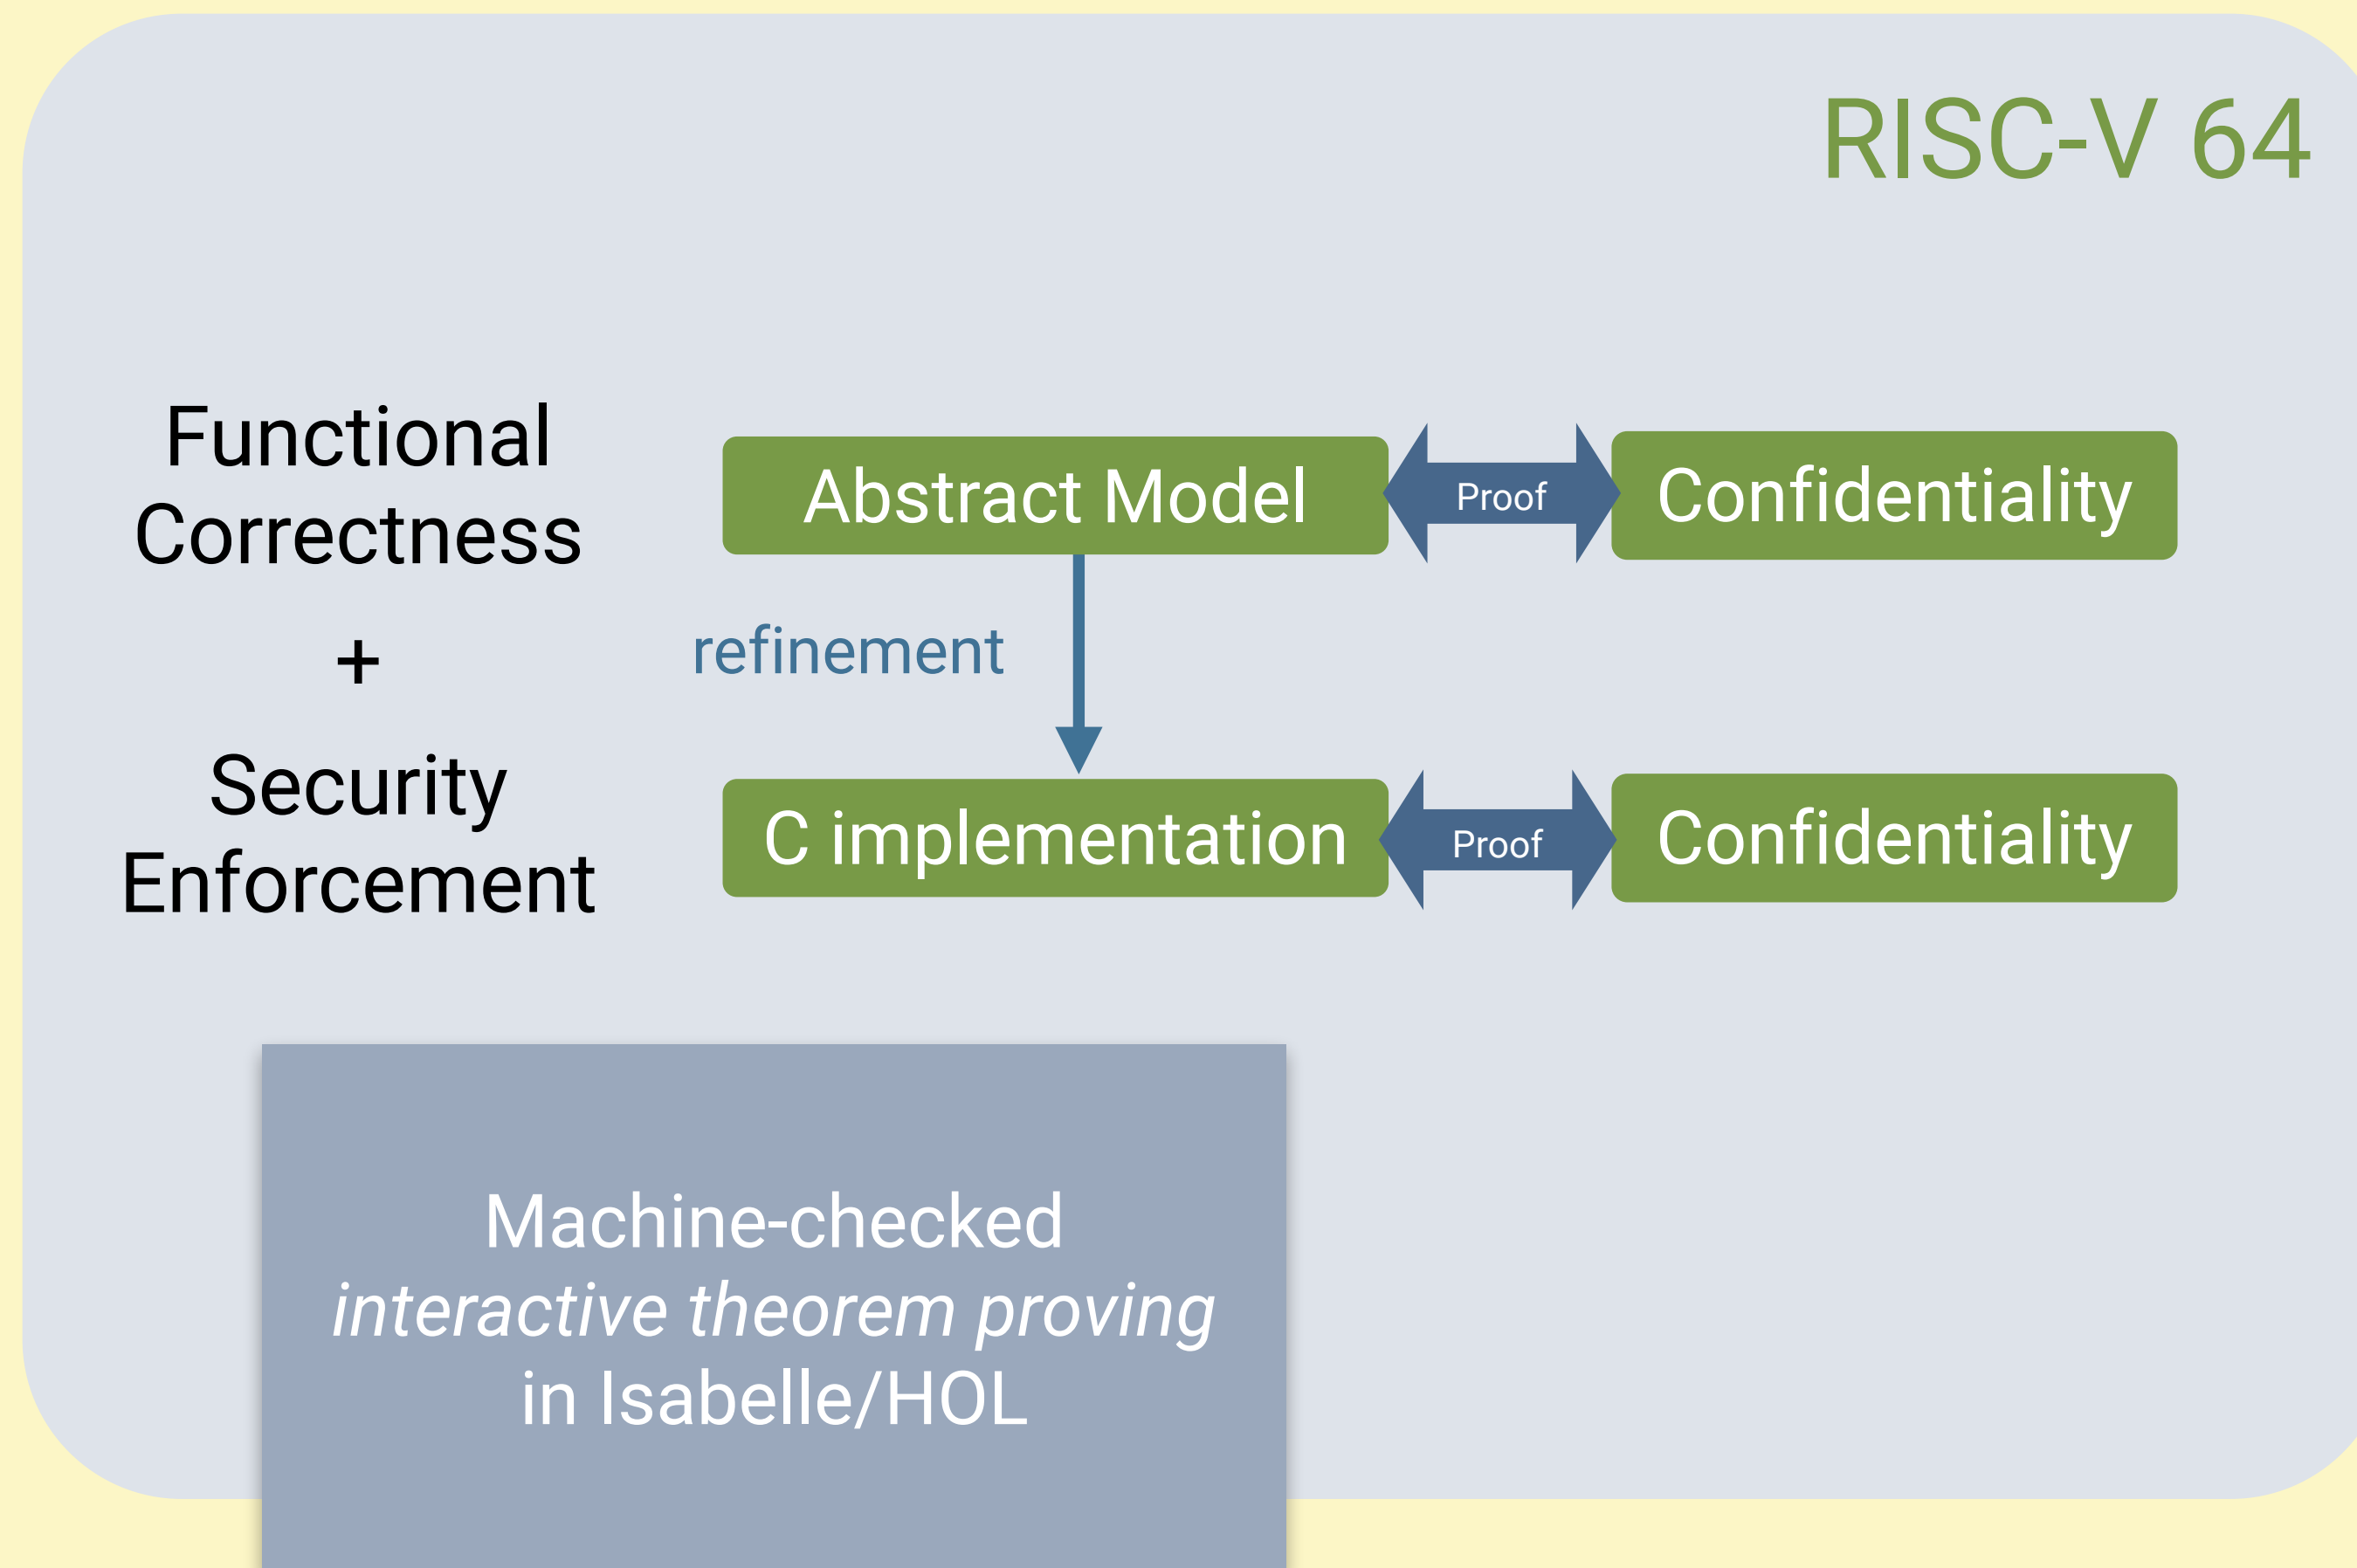 RISC-V 64
Functional
Correctness
+
Security
Enforcement
Abstract Model
Proof
Confidentiality
refinement
C implementation
Proof
Confidentiality
Machine-checked
interactive theorem proving
in Isabelle/HOL